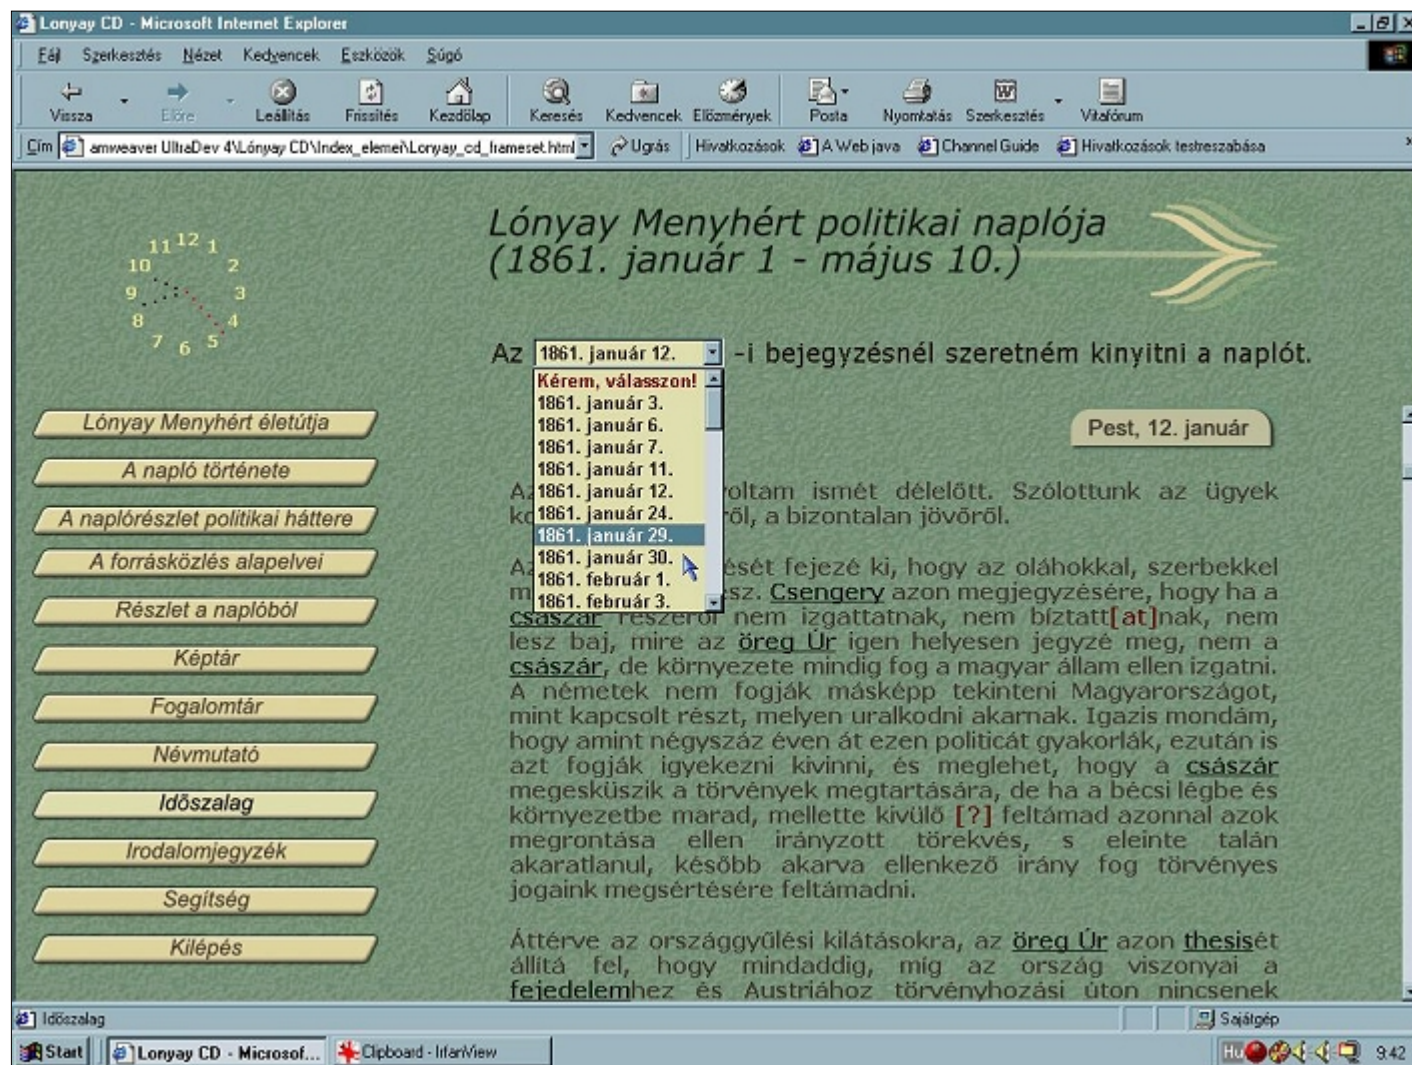 Lonyay CD - Microsoft Internet Explorer
Fájl Szerkesztés Nézet Kedvencek Eszközök Súgó
Vissza Előre Leállítás Frissítés Kezdőlap Keresés Kedvencek Előzmények Posta Nyomtatás Szerkesztés Vitafórum
Cím amweaver UltraDev 4\Lónyay CD\Index_elemei\Lonyay_cd_frameset.html Ugrás Hivatkozások A Web java Channel Guide Hivatkozások testreszabása
Lónyay Menyhért politikai naplója
(1861. január 1 - május 10.)
12
11 1
10 2
9 3
8 4
7 6 5
Az 1861. január 12. -i bejegyzésnél szeretném kinyitni a naplót.
Kérem, válasszon!
1861. január 3.
1861. január 6.
1861. január 7.
1861. január 11.
1861. január 12.
1861. január 24.
1861. január 29.
1861. január 30.
1861. február 1.
1861. február 3.
Lónyay Menyhért életútja
A napló története
A naplórészlet politikai háttere
A forrásközlés alapelvei
Részlet a naplóból
Képtár
Fogalomtár
Névmutató
Időszalag
Irodalomjegyzék
Segítség
Kilépés
Pest, 12. január
voltam ismét délelőtt. Szólottunk az ügyek
ről, a bizontalan jövőről.
ését fejezé ki, hogy az oláhokkal, szerbekkel
sz. Csengery azon megjegyzésére, hogy ha a
császár részéről nem izgattatnak, nem bíztatt[at]nak, nem
lesz baj, mire az öreg Úr igen helyesen jegyzé meg, nem a
császár, de környezete mindig fog a magyar állam ellen izgatni.
A németek nem fogják másképp tekinteni Magyarországot,
mint kapcsolt részt, melyen uralkodni akarnak. Igazis mondám,
hogy amint négyszáz éven át ezen politicát gyakorlák, ezután is
azt fogják igyekezni kivinni, és meglehet, hogy a császár
megesküszik a törvények megtartására, de ha a bécsi légbe és
környezetbe marad, mellette kivülő [?] feltámad azonnal azok
megrontása ellen irányzott törekvés, s eleinte talán
akaratlanul, később akarva ellenkező irány fog törvényes
jogaink megsértésére feltámadni.
Áttérve az országgyűlési kilátásokra, az öreg Úr azon thesisét
állítá fel, hogy mindaddig, míg az ország viszonyai a
fejedelemhez és Austriához törvényhozási úton nincsenek
Időszalag Sajátgép
Start Lonyay CD - Microsof... Clipboard - IrfanView Hu 9:42